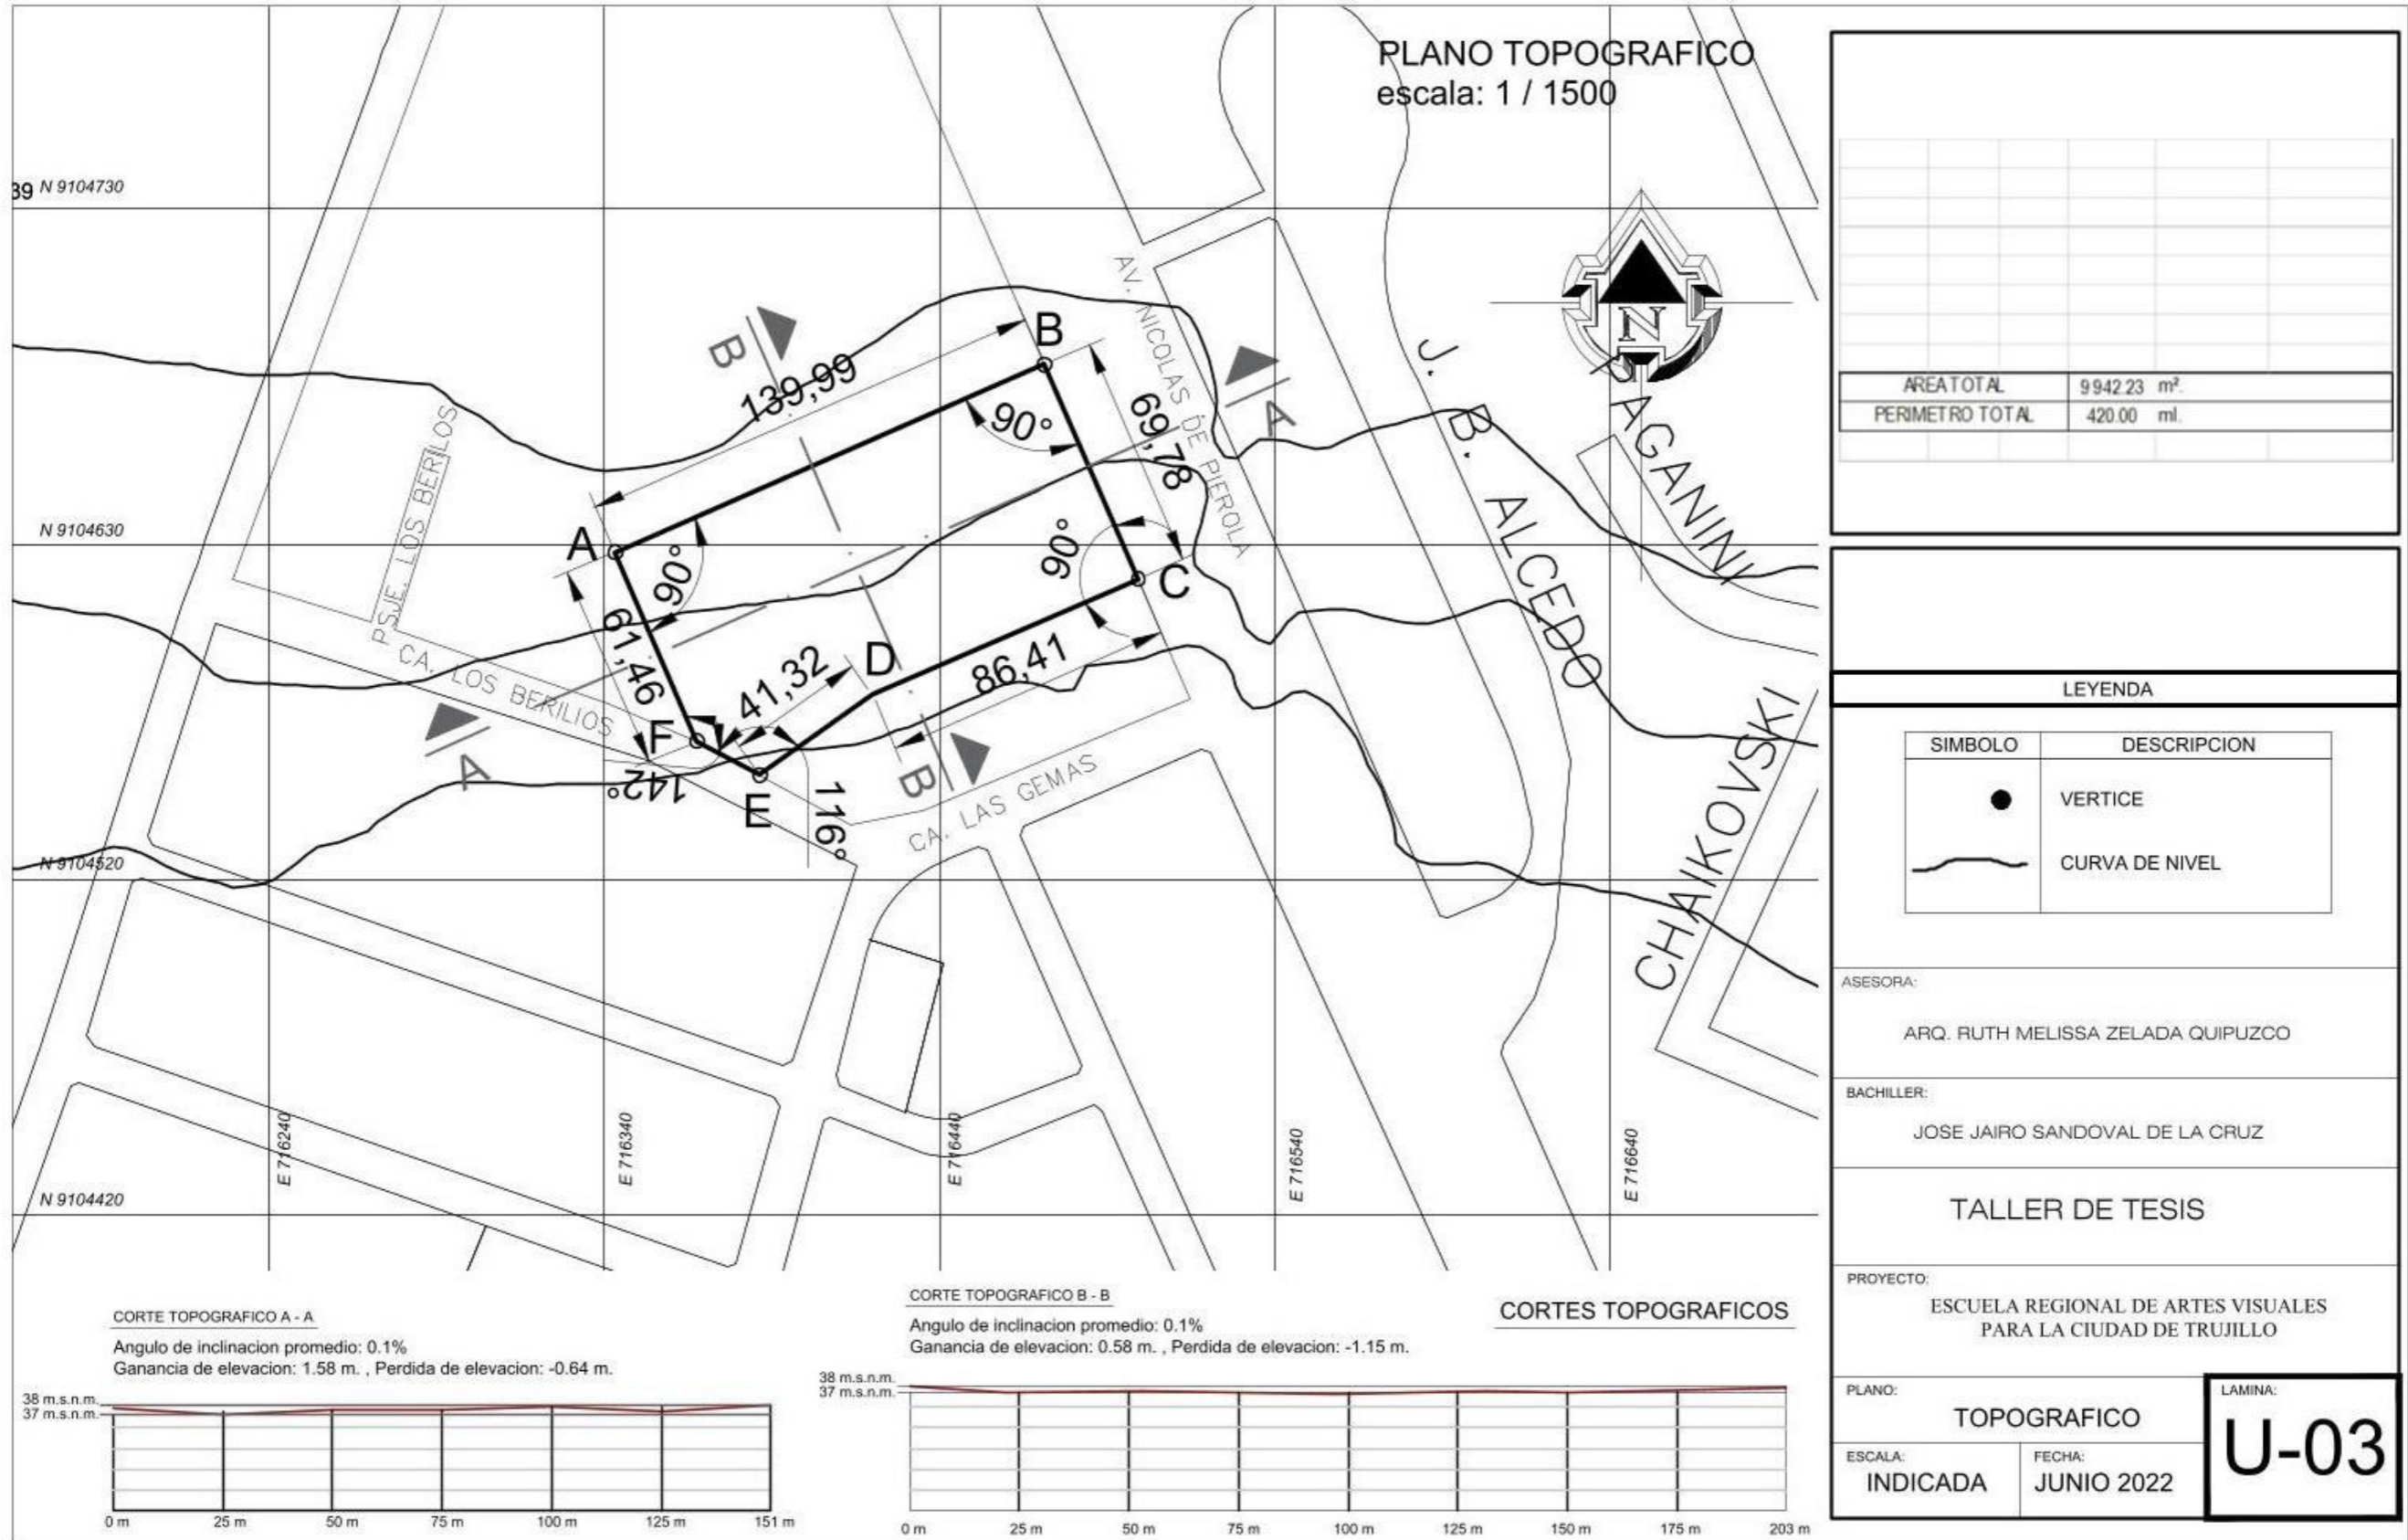 PLANO TOPOGRAFICO
escala: 1 / 1500
39
N 9104730
N 9104630
N 9104520
N 9104420
E 716240
E 716340
E 716440
E 716540
E 716640
B
139,99
B
AV. NICOLAS DE PIEROLA
69,78
A
90°
A
90°
90°
C
61,46
41,32
D
86,41
F
E
142°
116°
A
B
PSJE. LOS BERILOS
CA. LOS BERILIOS
CA. LAS GEMAS
J. B. ALCEDO
PAGANINI
CHAIKOVSKI
N
CORTE TOPOGRAFICO A - A
Angulo de inclinacion promedio: 0.1%
Ganancia de elevacion: 1.58 m. , Perdida de elevacion: -0.64 m.
38 m.s.n.m.
37 m.s.n.m.
0 m 25 m 50 m 75 m 100 m 125 m 151 m
CORTE TOPOGRAFICO B - B
Angulo de inclinacion promedio: 0.1%
Ganancia de elevacion: 0.58 m. , Perdida de elevacion: -1.15 m.
38 m.s.n.m.
37 m.s.n.m.
0 m 25 m 50 m 75 m 100 m 125 m 150 m 175 m 203 m
CORTES TOPOGRAFICOS
AREA TOTAL 9942.23 m².
PERIMETRO TOTAL 420.00 ml.
LEYENDA
SIMBOLO DESCRIPCION
VERTICE
CURVA DE NIVEL
ASESORA:
ARQ. RUTH MELISSA ZELADA QUIPUZCO
BACHILLER:
JOSE JAIRO SANDOVAL DE LA CRUZ
TALLER DE TESIS
PROYECTO:
ESCUELA REGIONAL DE ARTES VISUALES
PARA LA CIUDAD DE TRUJILLO
PLANO:
TOPOGRAFICO
ESCALA:
INDICADA
FECHA:
JUNIO 2022
LAMINA:
U-03